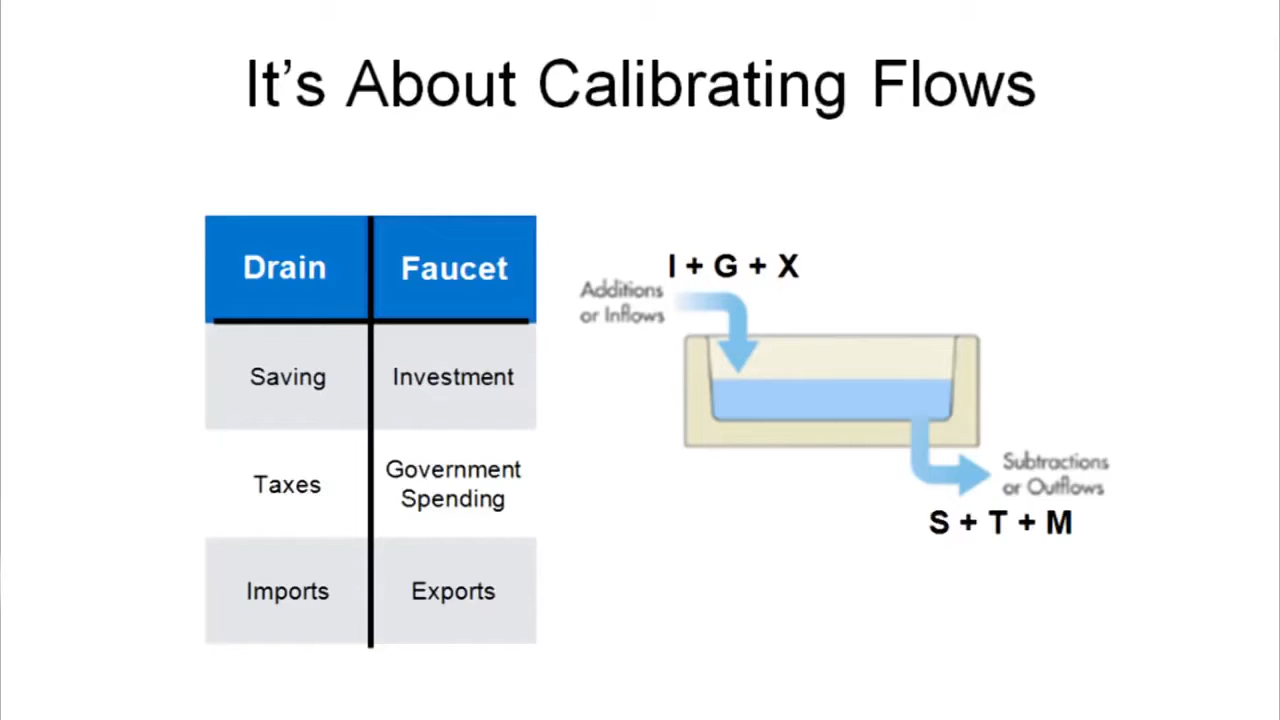 It's About Calibrating Flows
Drain
Faucet
Saving
Investment
Taxes
Government
Spending
Imports
Exports
I + G + X
Additions
or Inflows
Subtractions
or Outflows
S + T + M